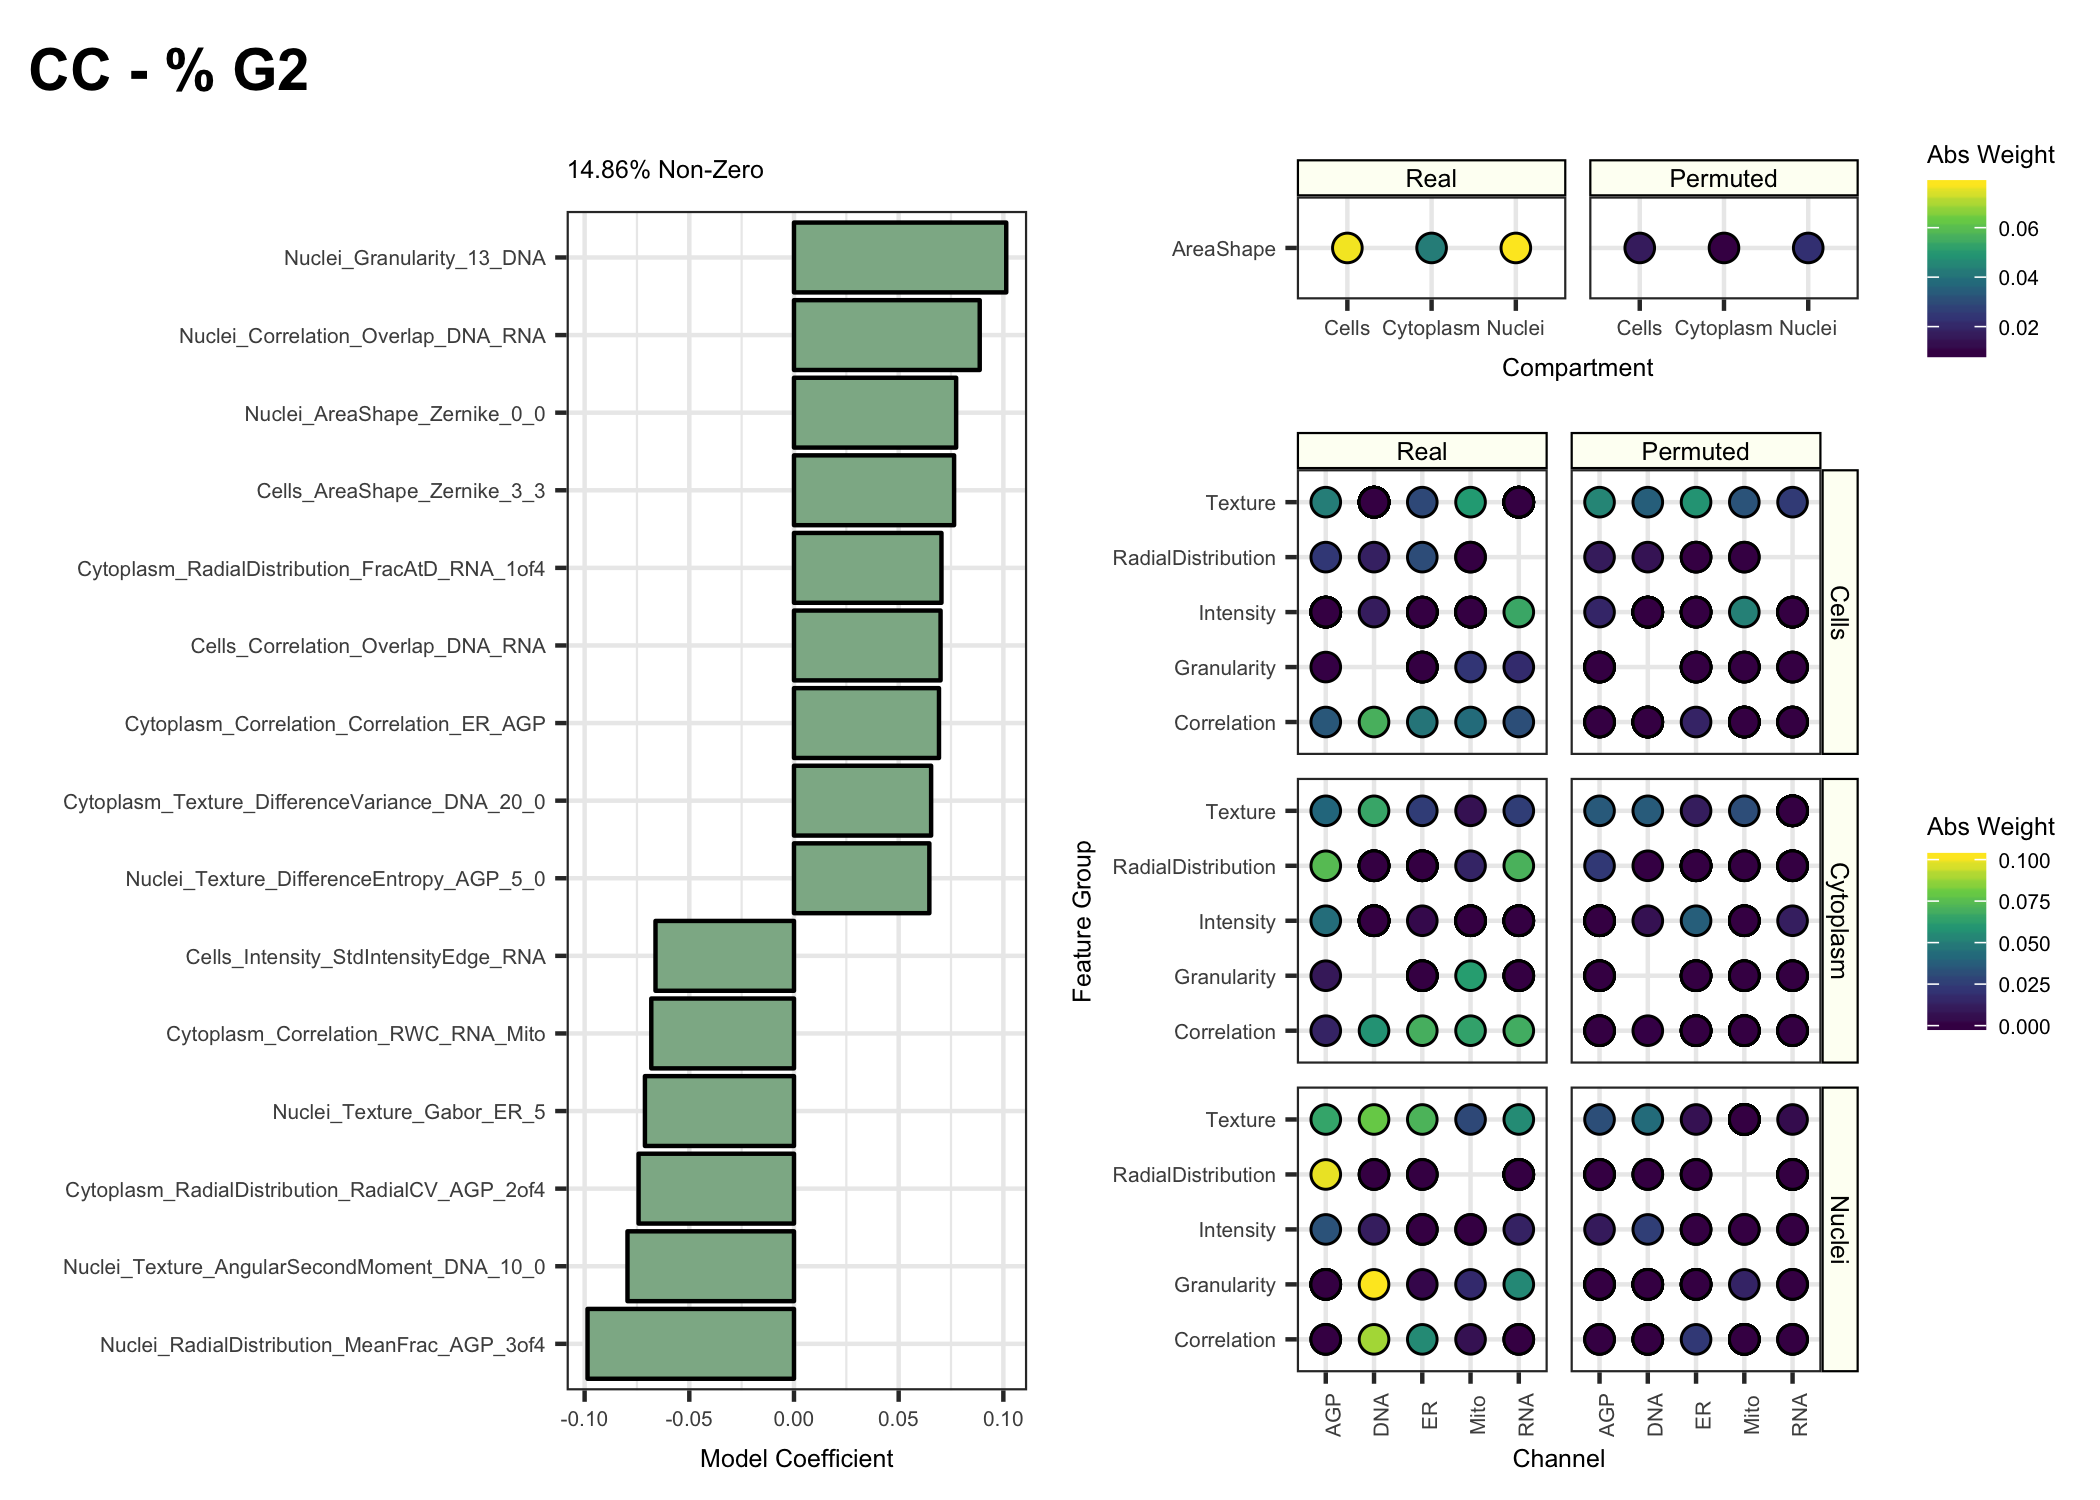 CC - % G2
14.86% Non-Zero
Nuclei_Granularity_13_DNA
Nuclei_Correlation_Overlap_DNA_RNA
Nuclei_AreaShape_Zernike_0_0
Cells_AreaShape_Zernike_3_3
Cytoplasm_RadialDistribution_FracAtD_RNA_1of4
Cells_Correlation_Overlap_DNA_RNA
Cytoplasm_Correlation_Correlation_ER_AGP
Cytoplasm_Texture_DifferenceVariance_DNA_20_0
Nuclei_Texture_DifferenceEntropy_AGP_5_0
Cells_Intensity_StdIntensityEdge_RNA
Cytoplasm_Correlation_RWC_RNA_Mito
Nuclei_Texture_Gabor_ER_5
Cytoplasm_RadialDistribution_RadialCV_AGP_2of4
Nuclei_Texture_AngularSecondMoment_DNA_10_0
Nuclei_RadialDistribution_MeanFrac_AGP_3of4
-0.10 -0.05 0.00 0.05 0.10
Model Coefficient
Real Permuted
AreaShape
Cells Cytoplasm Nuclei Cells Cytoplasm Nuclei
Compartment
Abs Weight
0.06
0.04
0.02
Feature Group
Real Permuted
Texture
RadialDistribution
Intensity
Granularity
Correlation
Cells
Texture
RadialDistribution
Intensity
Granularity
Correlation
Cytoplasm
Texture
RadialDistribution
Intensity
Granularity
Correlation
Nuclei
AGP DNA ER Mito RNA AGP DNA ER Mito RNA
Channel
Abs Weight
0.100
0.075
0.050
0.025
0.000